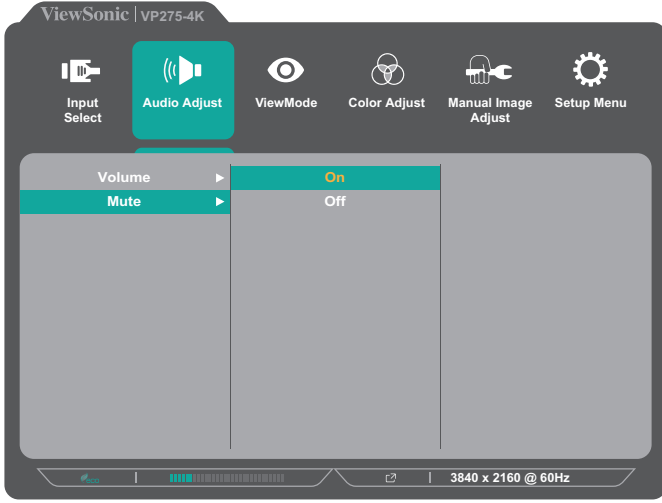 ViewSonic | VP275-4K
Input
Select
Audio Adjust
ViewMode
Color Adjust
Manual Image
Adjust
Setup Menu
Volume
On
Mute
Off
eco
3840 x 2160 @ 60Hz